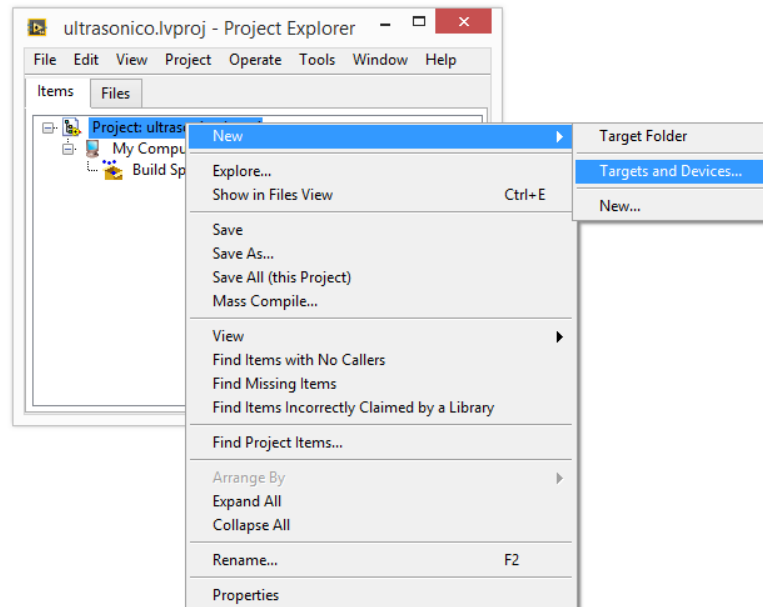 ultrasonico.lvproj - Project Explorer
File Edit View Project Operate Tools Window Help
Items Files
Project:
My
Build
New
Explore...
Show in Files View Ctrl+E
Save
Save As...
Save All (this Project)
Mass Compile...
View
Find Items with No Callers
Find Missing Items
Find Items Incorrectly Claimed by a Library
Find Project Items...
Arrange By
Expand All
Collapse All
Rename... F2
Properties
Target Folder
Targets and Devices...
New...